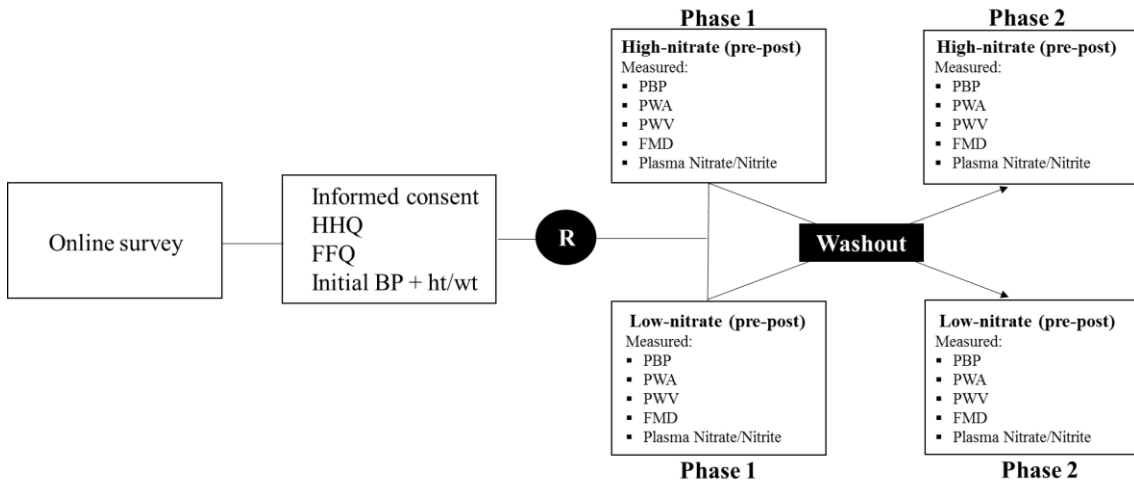 Online survey
Informed consent
HHQ
FFQ
Initial BP + ht/wt
R
Phase 1
High-nitrate (pre-post)
Measured:
▪ PBP
▪ PWA
▪ PWV
▪ FMD
▪ Plasma Nitrate/Nitrite
Low-nitrate (pre-post)
Measured:
▪ PBP
▪ PWA
▪ PWV
▪ FMD
▪ Plasma Nitrate/Nitrite
Phase 1
Washout
Phase 2
High-nitrate (pre-post)
Measured:
▪ PBP
▪ PWA
▪ PWV
▪ FMD
▪ Plasma Nitrate/Nitrite
Low-nitrate (pre-post)
Measured:
▪ PBP
▪ PWA
▪ PWV
▪ FMD
▪ Plasma Nitrate/Nitrite
Phase 2